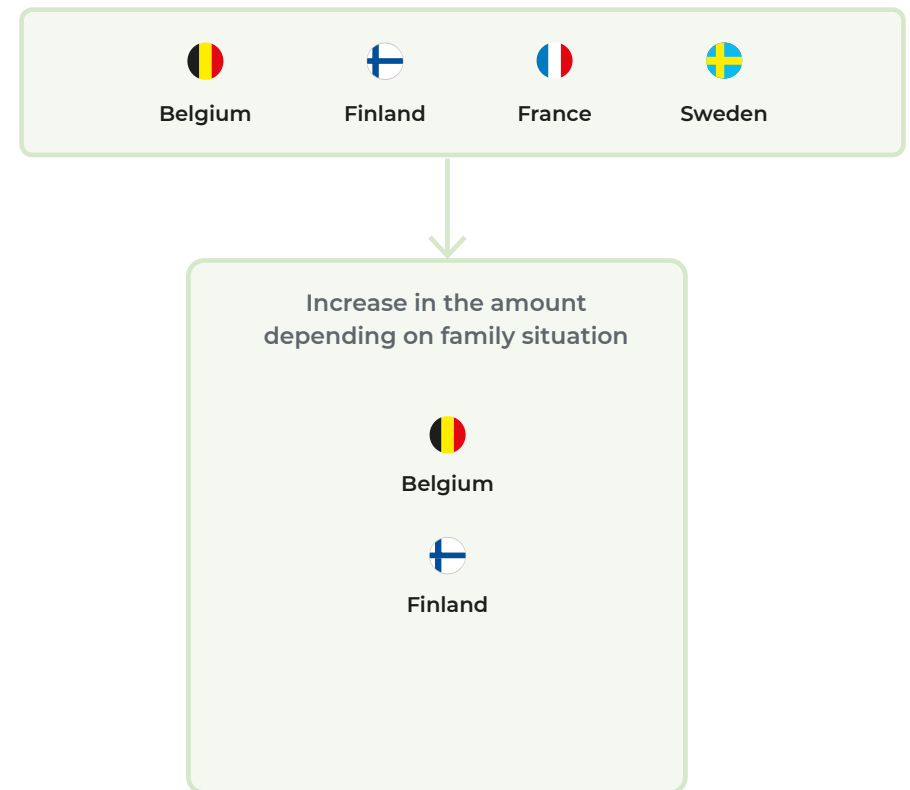 Belgium
Finland
France
Sweden
Increase in the amount
depending on family situation
Belgium
Finland